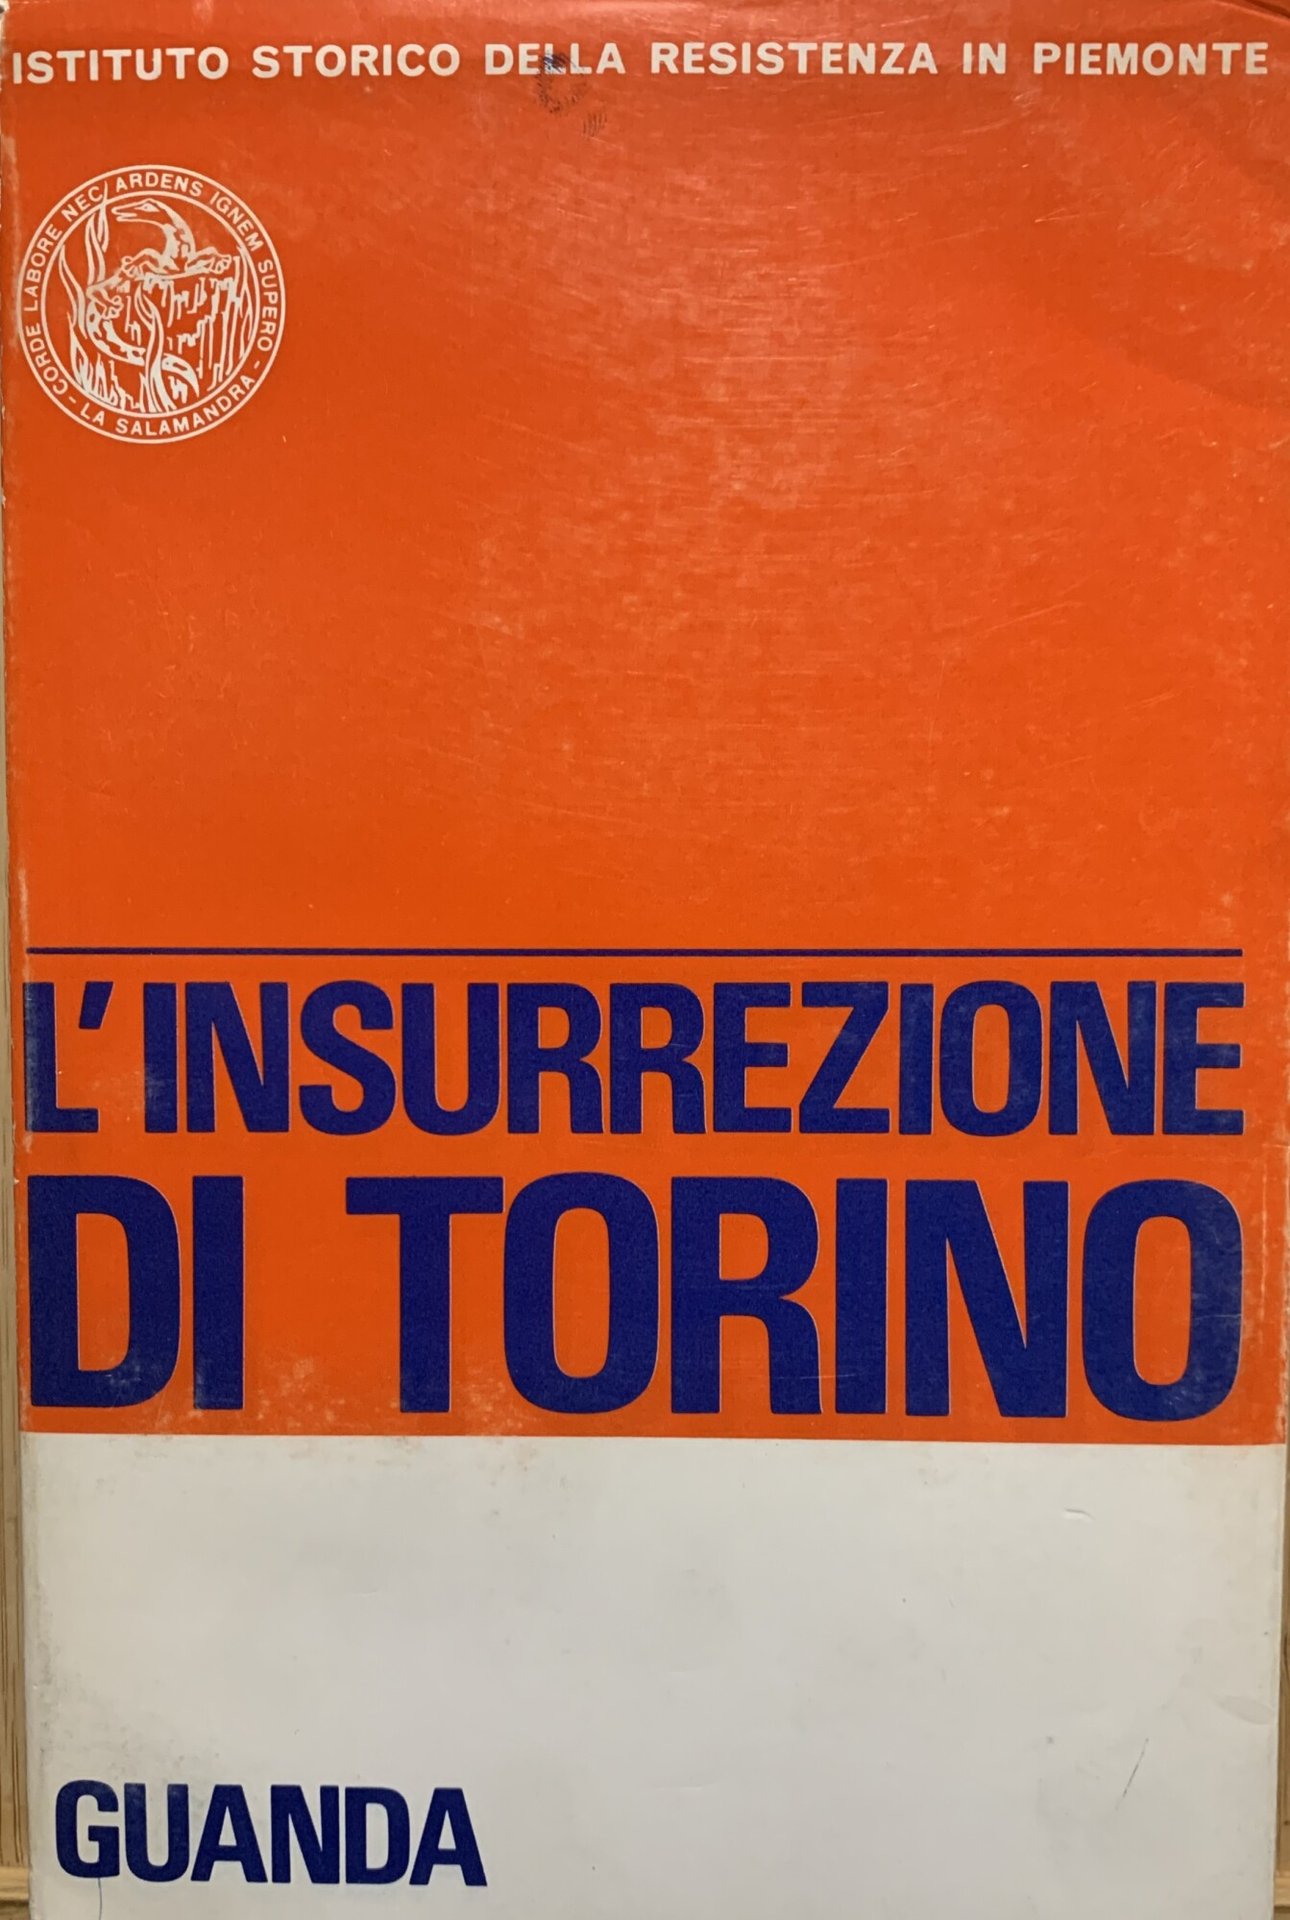 ISTITUTO STORICO DELLA RESISTENZA IN PIEMONTE
CORDE LABORE NEC ARDENS IGNEM SUPERO - LA SALAMANDRA -
L'INSURREZIONE
DI TORINO
GUANDA